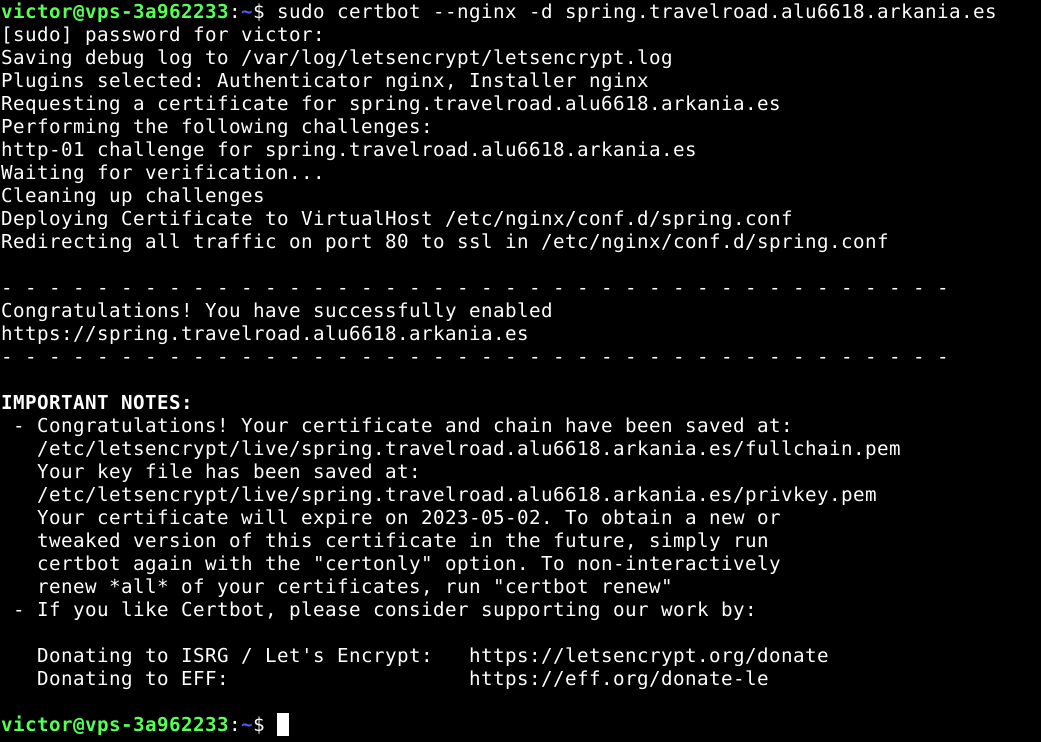 victor@vps-3a962233:~$ sudo certbot --nginx -d spring.travelroad.alu6618.arkania.es
[sudo] password for victor:
Saving debug log to /var/log/letsencrypt/letsencrypt.log
Plugins selected: Authenticator nginx, Installer nginx
Requesting a certificate for spring.travelroad.alu6618.arkania.es
Performing the following challenges:
http-01 challenge for spring.travelroad.alu6618.arkania.es
Waiting for verification...
Cleaning up challenges
Deploying Certificate to VirtualHost /etc/nginx/conf.d/spring.conf
Redirecting all traffic on port 80 to ssl in /etc/nginx/conf.d/spring.conf
- - - - - - - - - - - - - - - - - - - - - - - - - - - - - - - - - - - - - - - -
Congratulations! You have successfully enabled
https://spring.travelroad.alu6618.arkania.es
- - - - - - - - - - - - - - - - - - - - - - - - - - - - - - - - - - - - - - - -
IMPORTANT NOTES:
 - Congratulations! Your certificate and chain have been saved at:
   /etc/letsencrypt/live/spring.travelroad.alu6618.arkania.es/fullchain.pem
   Your key file has been saved at:
   /etc/letsencrypt/live/spring.travelroad.alu6618.arkania.es/privkey.pem
   Your certificate will expire on 2023-05-02. To obtain a new or
   tweaked version of this certificate in the future, simply run
   certbot again with the "certonly" option. To non-interactively
   renew *all* of your certificates, run "certbot renew"
 - If you like Certbot, please consider supporting our work by:
   Donating to ISRG / Let's Encrypt:   https://letsencrypt.org/donate
   Donating to EFF:                    https://eff.org/donate-le
victor@vps-3a962233:~$